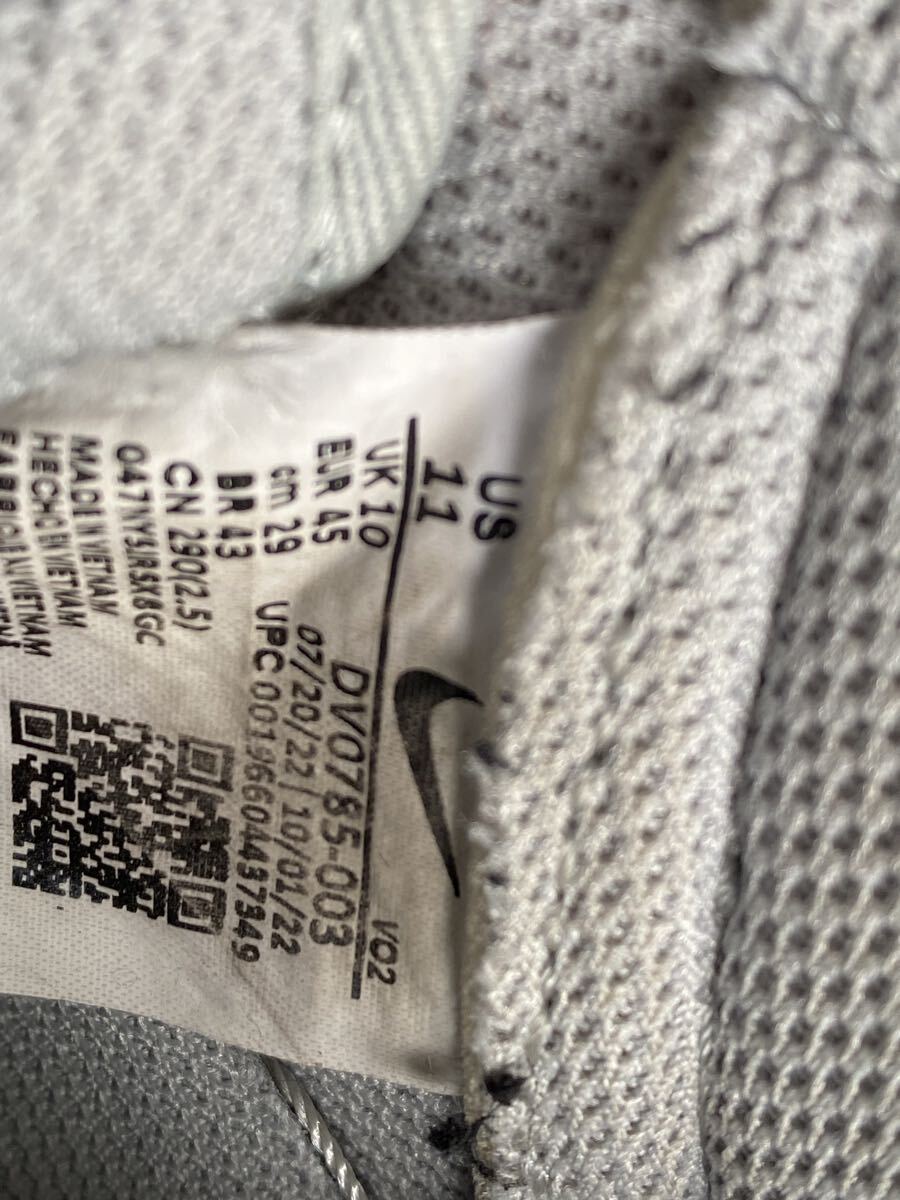 US
11
UK 10
EUR 45
cm 29
BR 43
CN 290(2.5)
MADE IN VIETNAM
HECHO EN VIETNAM
V02
DV0785-003
07/20/22 | 10/01/22
UPC 00196604437349